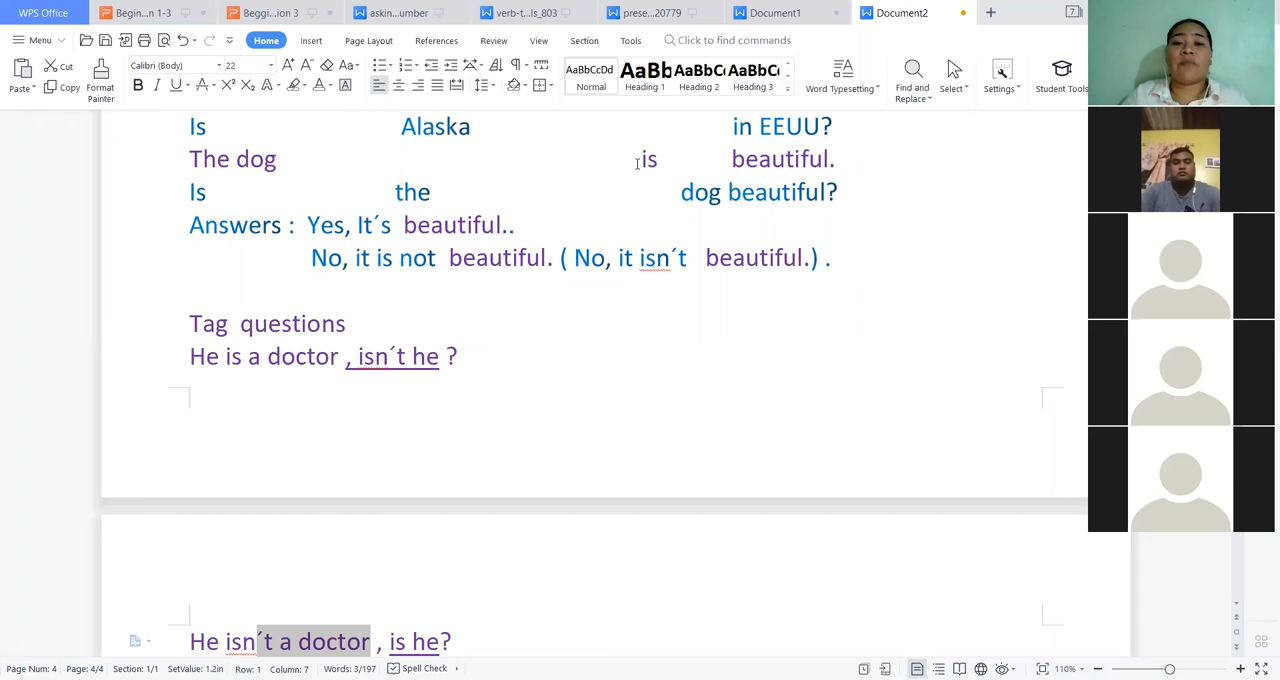 WPS Office
Begin...n 1-3
Beggi...ion 3
askin...umber
verb-t...ls_803
prese...20779
Document1
Document2
7
Menu
Home
Insert
Page Layout
References
Review
View
Section
Tools
Click to find commands
Paste
Cut
Copy
Format Painter
Calibri (Body)
22
AaBbCcDd
Normal
AaBb
Heading 1
AaBbCc
Heading 2
AaBbCc
Heading 3
Word Typesetting
Find and Replace
Select
Settings
Student Tools
Is Alaska in EEUU?
The dog is beautiful.
Is the dog beautiful?
Answers : Yes, It´s beautiful..
No, it is not beautiful. ( No, it isn´t beautiful.) .
Tag questions
He is a doctor , isn´t he ?
He isn´t a doctor , is he?
Page Num: 4 Page: 4/4 Section: 1/1 SetValue: 1.2in Row: 1 Column: 7 Words: 3/197 Spell Check 110%